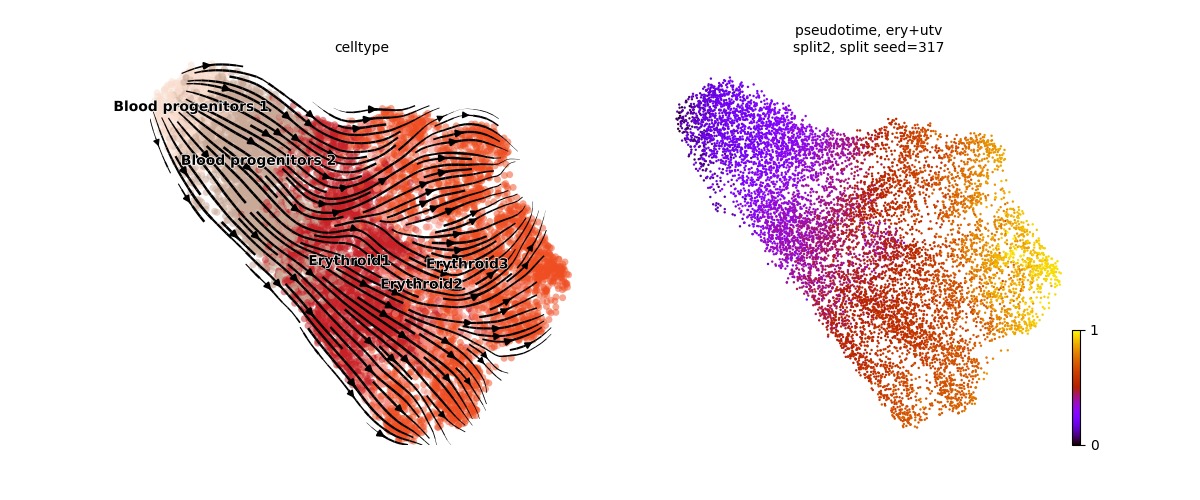 celltype
Blood progenitors 1
Blood progenitors 2
Erythroid1
Erythroid3
Erythroid2
pseudotime, ery+utv
split2, split seed=317
1
0